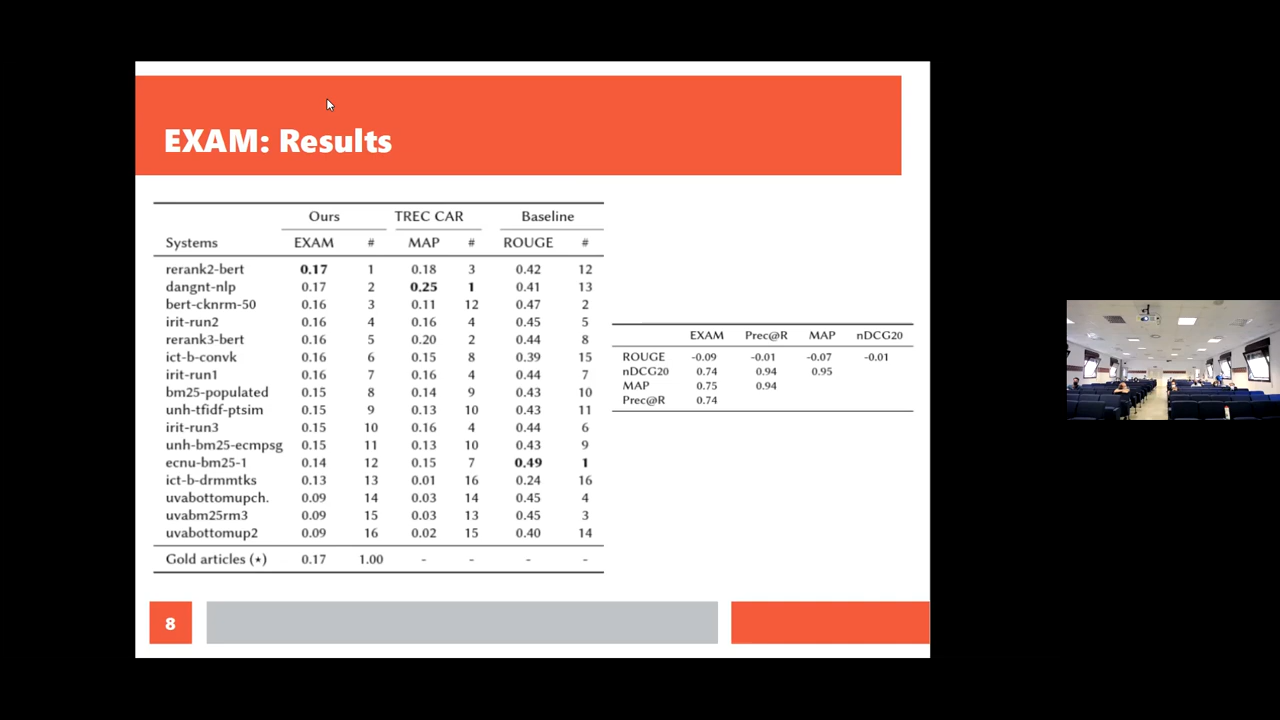 EXAM: Results
Ours TREC CAR Baseline
Systems EXAM # MAP # ROUGE #
rerank2-bert 0.17 1 0.18 3 0.42 12
dangnt-nlp 0.17 2 0.25 1 0.41 13
bert-cknrm-50 0.16 3 0.11 12 0.47 2
irit-run2 0.16 4 0.16 4 0.45 5
rerank3-bert 0.16 5 0.20 2 0.44 8
ict-b-convk 0.16 6 0.15 8 0.39 15
irit-run1 0.16 7 0.16 4 0.44 7
bm25-populated 0.15 8 0.14 9 0.43 10
unh-tfidf-ptsim 0.15 9 0.13 10 0.43 11
irit-run3 0.15 10 0.16 4 0.44 6
unh-bm25-ecmpsg 0.15 11 0.13 10 0.43 9
ecnu-bm25-1 0.14 12 0.15 7 0.49 1
ict-b-drmmtks 0.13 13 0.01 16 0.24 16
uvabottomupch. 0.09 14 0.03 14 0.45 4
uvabm25rm3 0.09 15 0.03 13 0.45 3
uvabottomup2 0.09 16 0.02 15 0.40 14
Gold articles (⋆) 0.17 1.00 - - - -
EXAM Prec@R MAP nDCG20
ROUGE -0.09 -0.01 -0.07 -0.01
nDCG20 0.74 0.94 0.95
MAP 0.75 0.94
Prec@R 0.74
8